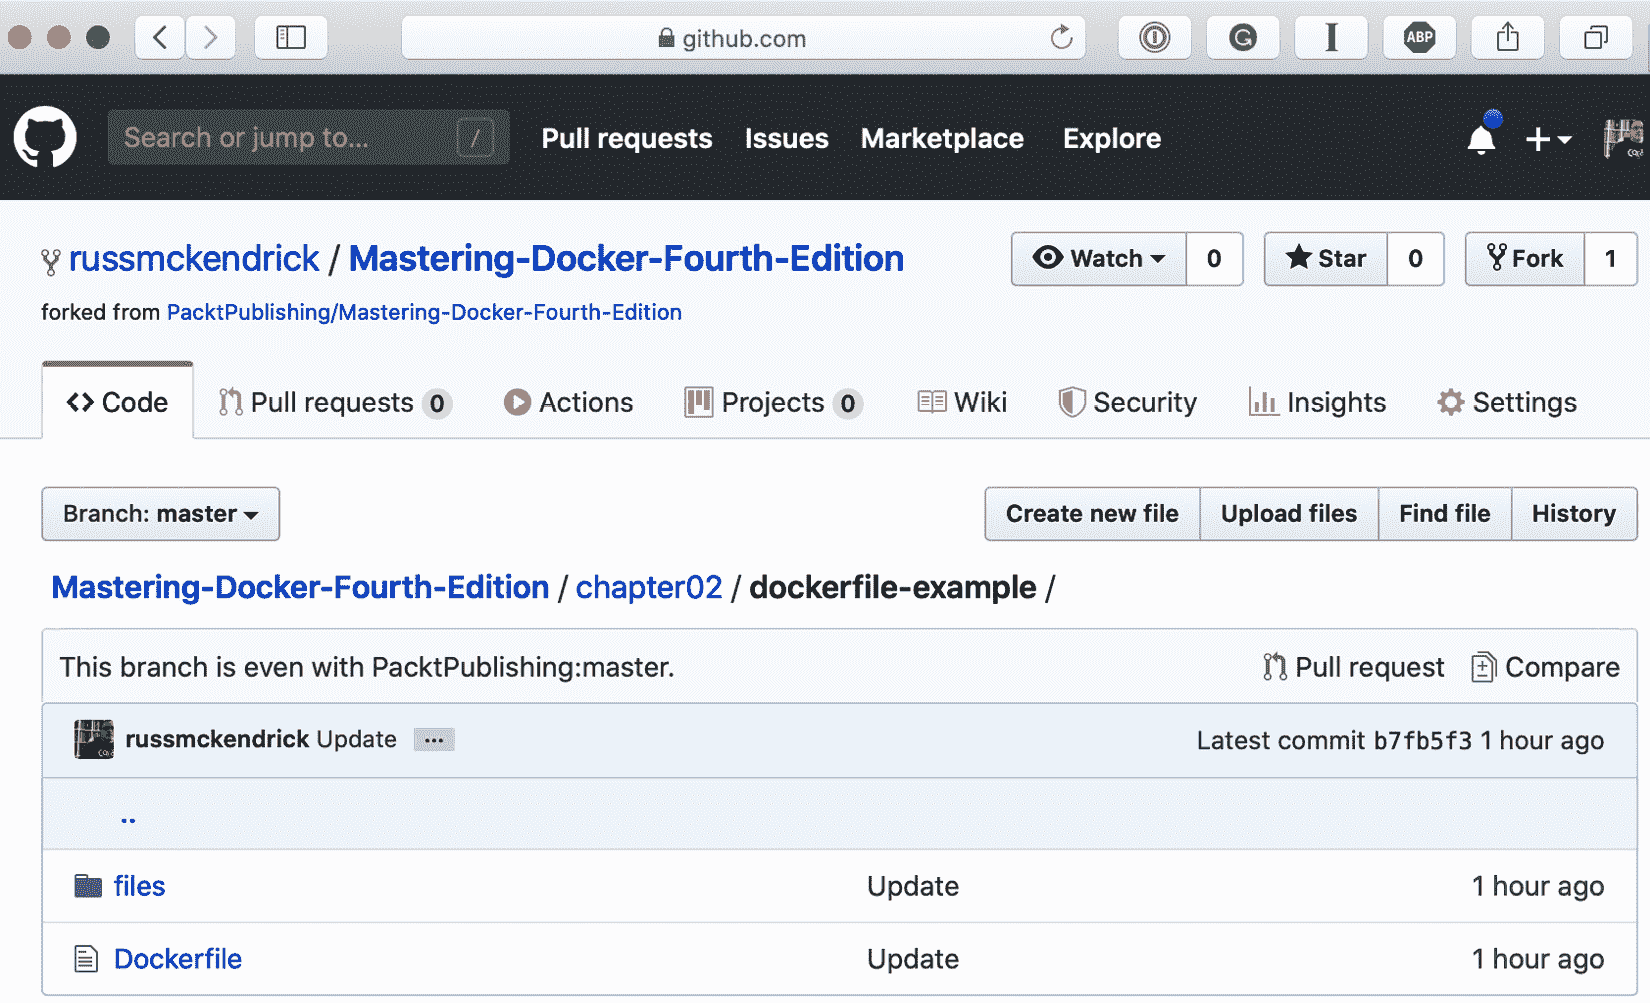 github.com
ABP
Search or jump to... /
Pull requests Issues Marketplace Explore
russmckendrick / Mastering-Docker-Fourth-Edition
Watch 0 Star 0 Fork 1
forked from PacktPublishing/Mastering-Docker-Fourth-Edition
Code Pull requests 0 Actions Projects 0 Wiki Security Insights Settings
Branch: master Create new file Upload files Find file History
Mastering-Docker-Fourth-Edition / chapter02 / dockerfile-example /
This branch is even with PacktPublishing:master. Pull request Compare
russmckendrick Update ... Latest commit b7fb5f3 1 hour ago
..
files Update 1 hour ago
Dockerfile Update 1 hour ago